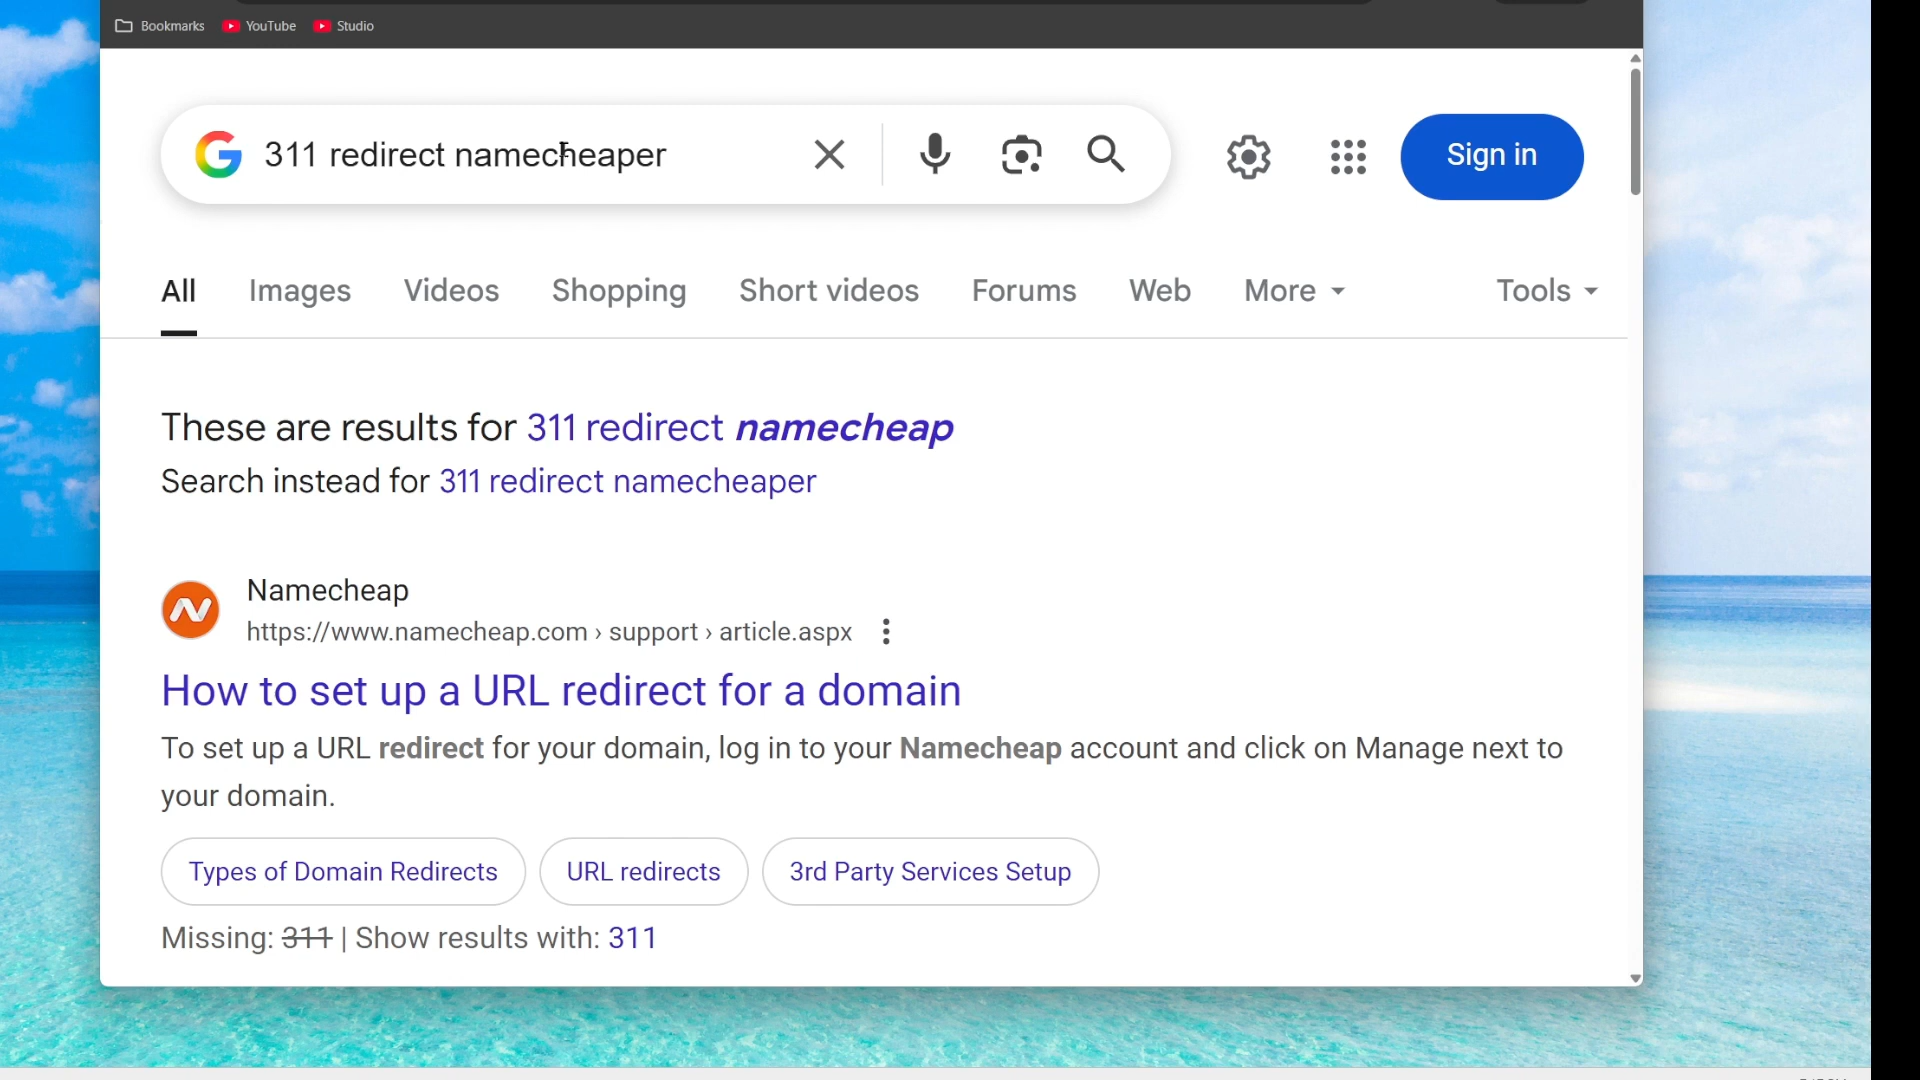 Bookmarks YouTube Studio
311 redirect namecheaper
Sign in
All Images Videos Shopping Short videos Forums Web More Tools
These are results for 311 redirect namecheap
Search instead for 311 redirect namecheaper
Namecheap
https://www.namecheap.com › support › article.aspx
How to set up a URL redirect for a domain
To set up a URL redirect for your domain, log in to your Namecheap account and click on Manage next to
your domain.
Types of Domain Redirects URL redirects 3rd Party Services Setup
Missing: 311 | Show results with: 311